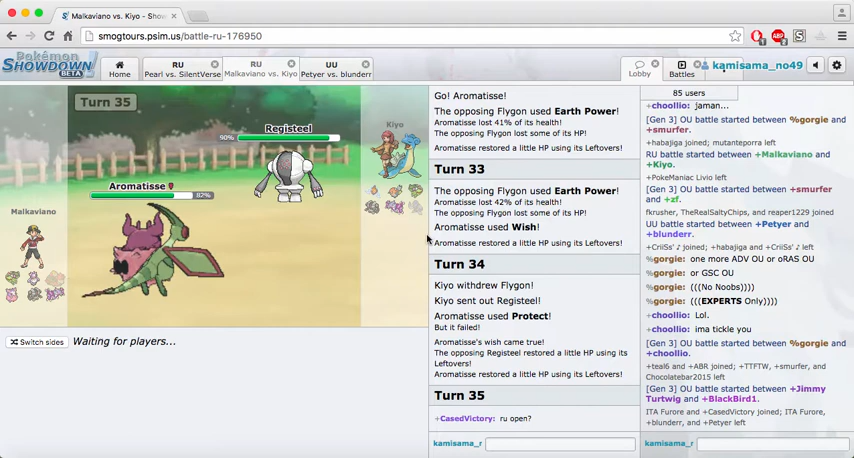 Malkaviano vs. Kiyo - Show
smogtours.psim.us/battle-ru-176950
Pokémon
SHOWDOWN
BETA!
Home
RU
Pearl vs. SilentVerse
RU
Malkaviano vs. Kiyo
UU
Petyer vs. blunderr
Lobby
Battles
kamisama_no49
Turn 35
90%
Registeel
Kiyo
Aromatisse
82%
Malkaviano
Switch sides
Waiting for players...
Go! Aromatisse!
The opposing Flygon used Earth Power!
Aromatisse lost 41% of its health!
The opposing Flygon lost some of its HP!
Aromatisse restored a little HP using its Leftovers!
Turn 33
The opposing Flygon used Earth Power!
Aromatisse lost 42% of its health!
The opposing Flygon lost some of its HP!
Aromatisse used Wish!
Aromatisse restored a little HP using its Leftovers!
Turn 34
Kiyo withdrew Flygon!
Kiyo sent out Registeel!
Aromatisse used Protect!
But it failed!
Aromatisse's wish came true!
The opposing Registeel restored a little HP using its
Leftovers!
Aromatisse restored a little HP using its Leftovers!
Turn 35
+CasedVictory: ru open?
kamisama_r
85 users
+choollio: jaman...
[Gen 3] OU battle started between %gorgie and
+smurfer.
+habajiga joined; mutanteporra left
RU battle started between +Malkaviano and
+Kiyo.
+PokeManiac Livio left
[Gen 3] OU battle started between +smurfer
and +zf.
fkrusher, TheRealSaltyChips, and reaper1229 joined
UU battle started between +Petyer and
+blunderr.
+CriiSs' ♪ joined; +habajiga and +CriiSs' ♪ left
%gorgie: one more ADV OU or oRAS OU
%gorgie: or GSC OU
%gorgie: (((No Noobs))))
%gorgie: (((EXPERTS Only))))
+choollio: Lol.
+choollio: ima tickle you
[Gen 3] OU battle started between %gorgie and
+choollio.
+teal6 and +ABR joined; +TTFTW, +smurfer, and
Chocolatebar2015 left
[Gen 3] OU battle started between +Jimmy
Turtwig and +BlackBird1.
ITA Furore and +CasedVictory joined; ITA Furore,
+blunderr, and +Petyer left
kamisama_r